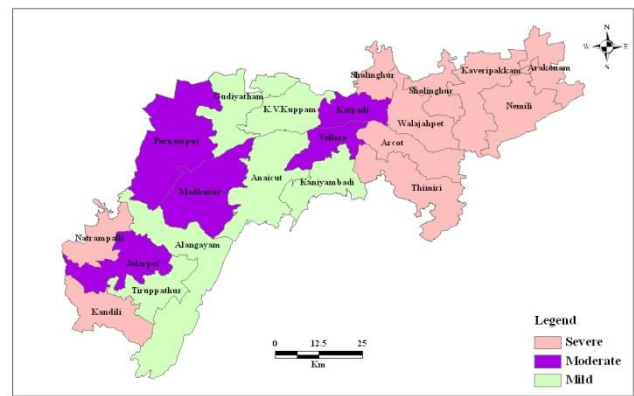 N
W E
S
Sholinghur
Kaveripakkam
Arakonam
Gudiyatham
Sholinghur
K.V.Kuppam
Katpadi
Nemili
Walajahpet
Vellore
Pernamput
Arcot
Anaicut
Kaniyambadi
Madhanur
Thimiri
Natrampalli
Alangayam
Jolarpet
Tiruppathur
Kandili
Legend
Severe
Moderate
Mild
0 12.5 25
Km